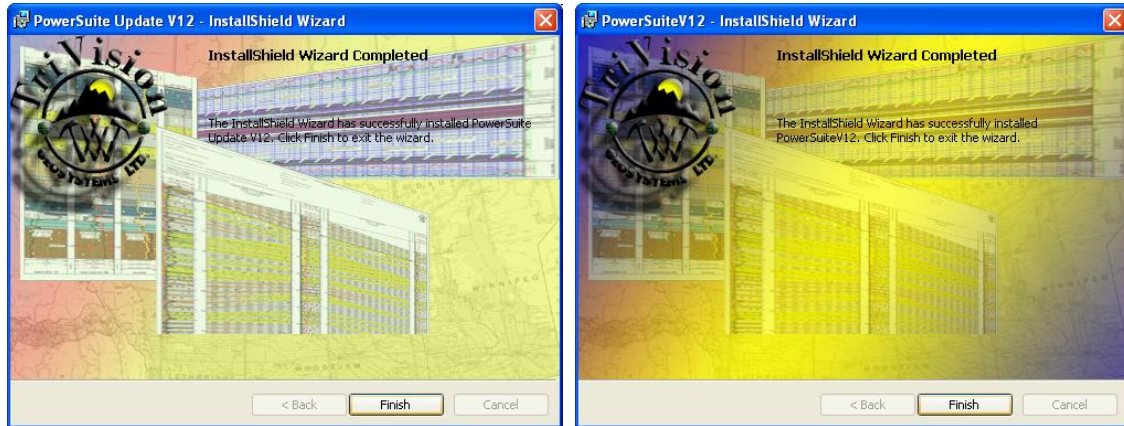 PowerSuite Update V12 - InstallShield Wizard
InstallShield Wizard Completed
TriVision
GEOSYSTEMS LTD.
The InstallShield Wizard has successfully installed PowerSuite
Update V12. Click Finish to exit the wizard.
< Back
Finish
Cancel
PowerSuiteV12 - InstallShield Wizard
InstallShield Wizard Completed
TriVision
GEOSYSTEMS LTD.
The InstallShield Wizard has successfully installed
PowerSuiteV12. Click Finish to exit the wizard.
< Back
Finish
Cancel